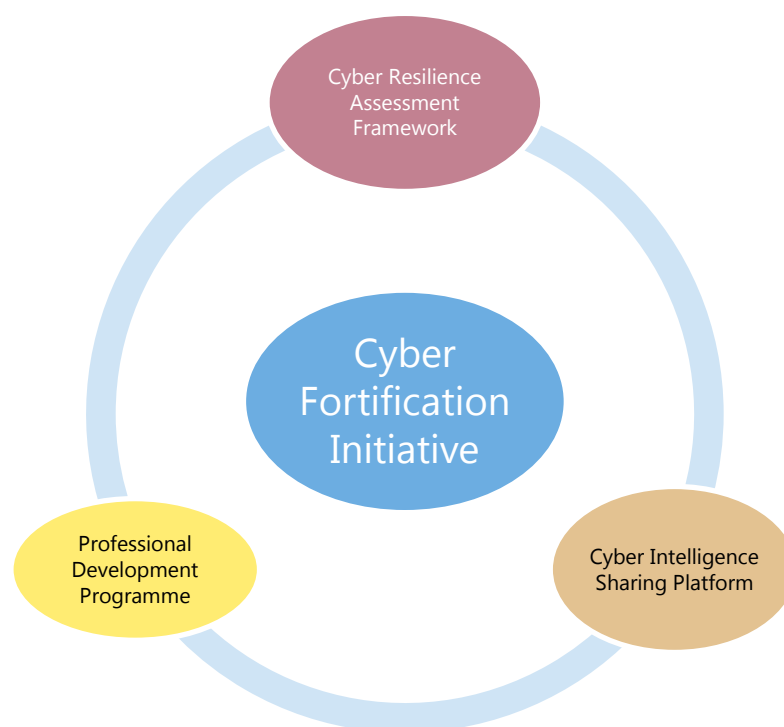 Cyber Resilience
Assessment
Framework
Cyber
Fortification
Initiative
Professional
Development
Programme
Cyber Intelligence
Sharing Platform